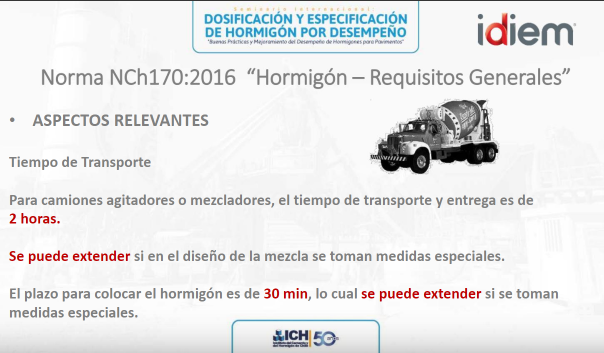 Seminario Internacional:
DOSIFICACIÓN Y ESPECIFICACIÓN
DE HORMIGÓN POR DESEMPEÑO
"Buenas Prácticas y Mejoramiento del Desempeño de Hormigones para Pavimentos"
idiem
Norma NCh170:2016 “Hormigón – Requisitos Generales”
• ASPECTOS RELEVANTES
Tiempo de Transporte
Para camiones agitadores o mezcladores, el tiempo de transporte y entrega es de
2 horas.
Se puede extender si en el diseño de la mezcla se toman medidas especiales.
El plazo para colocar el hormigón es de 30 min, lo cual se puede extender si se toman
medidas especiales.
ICH 50 años